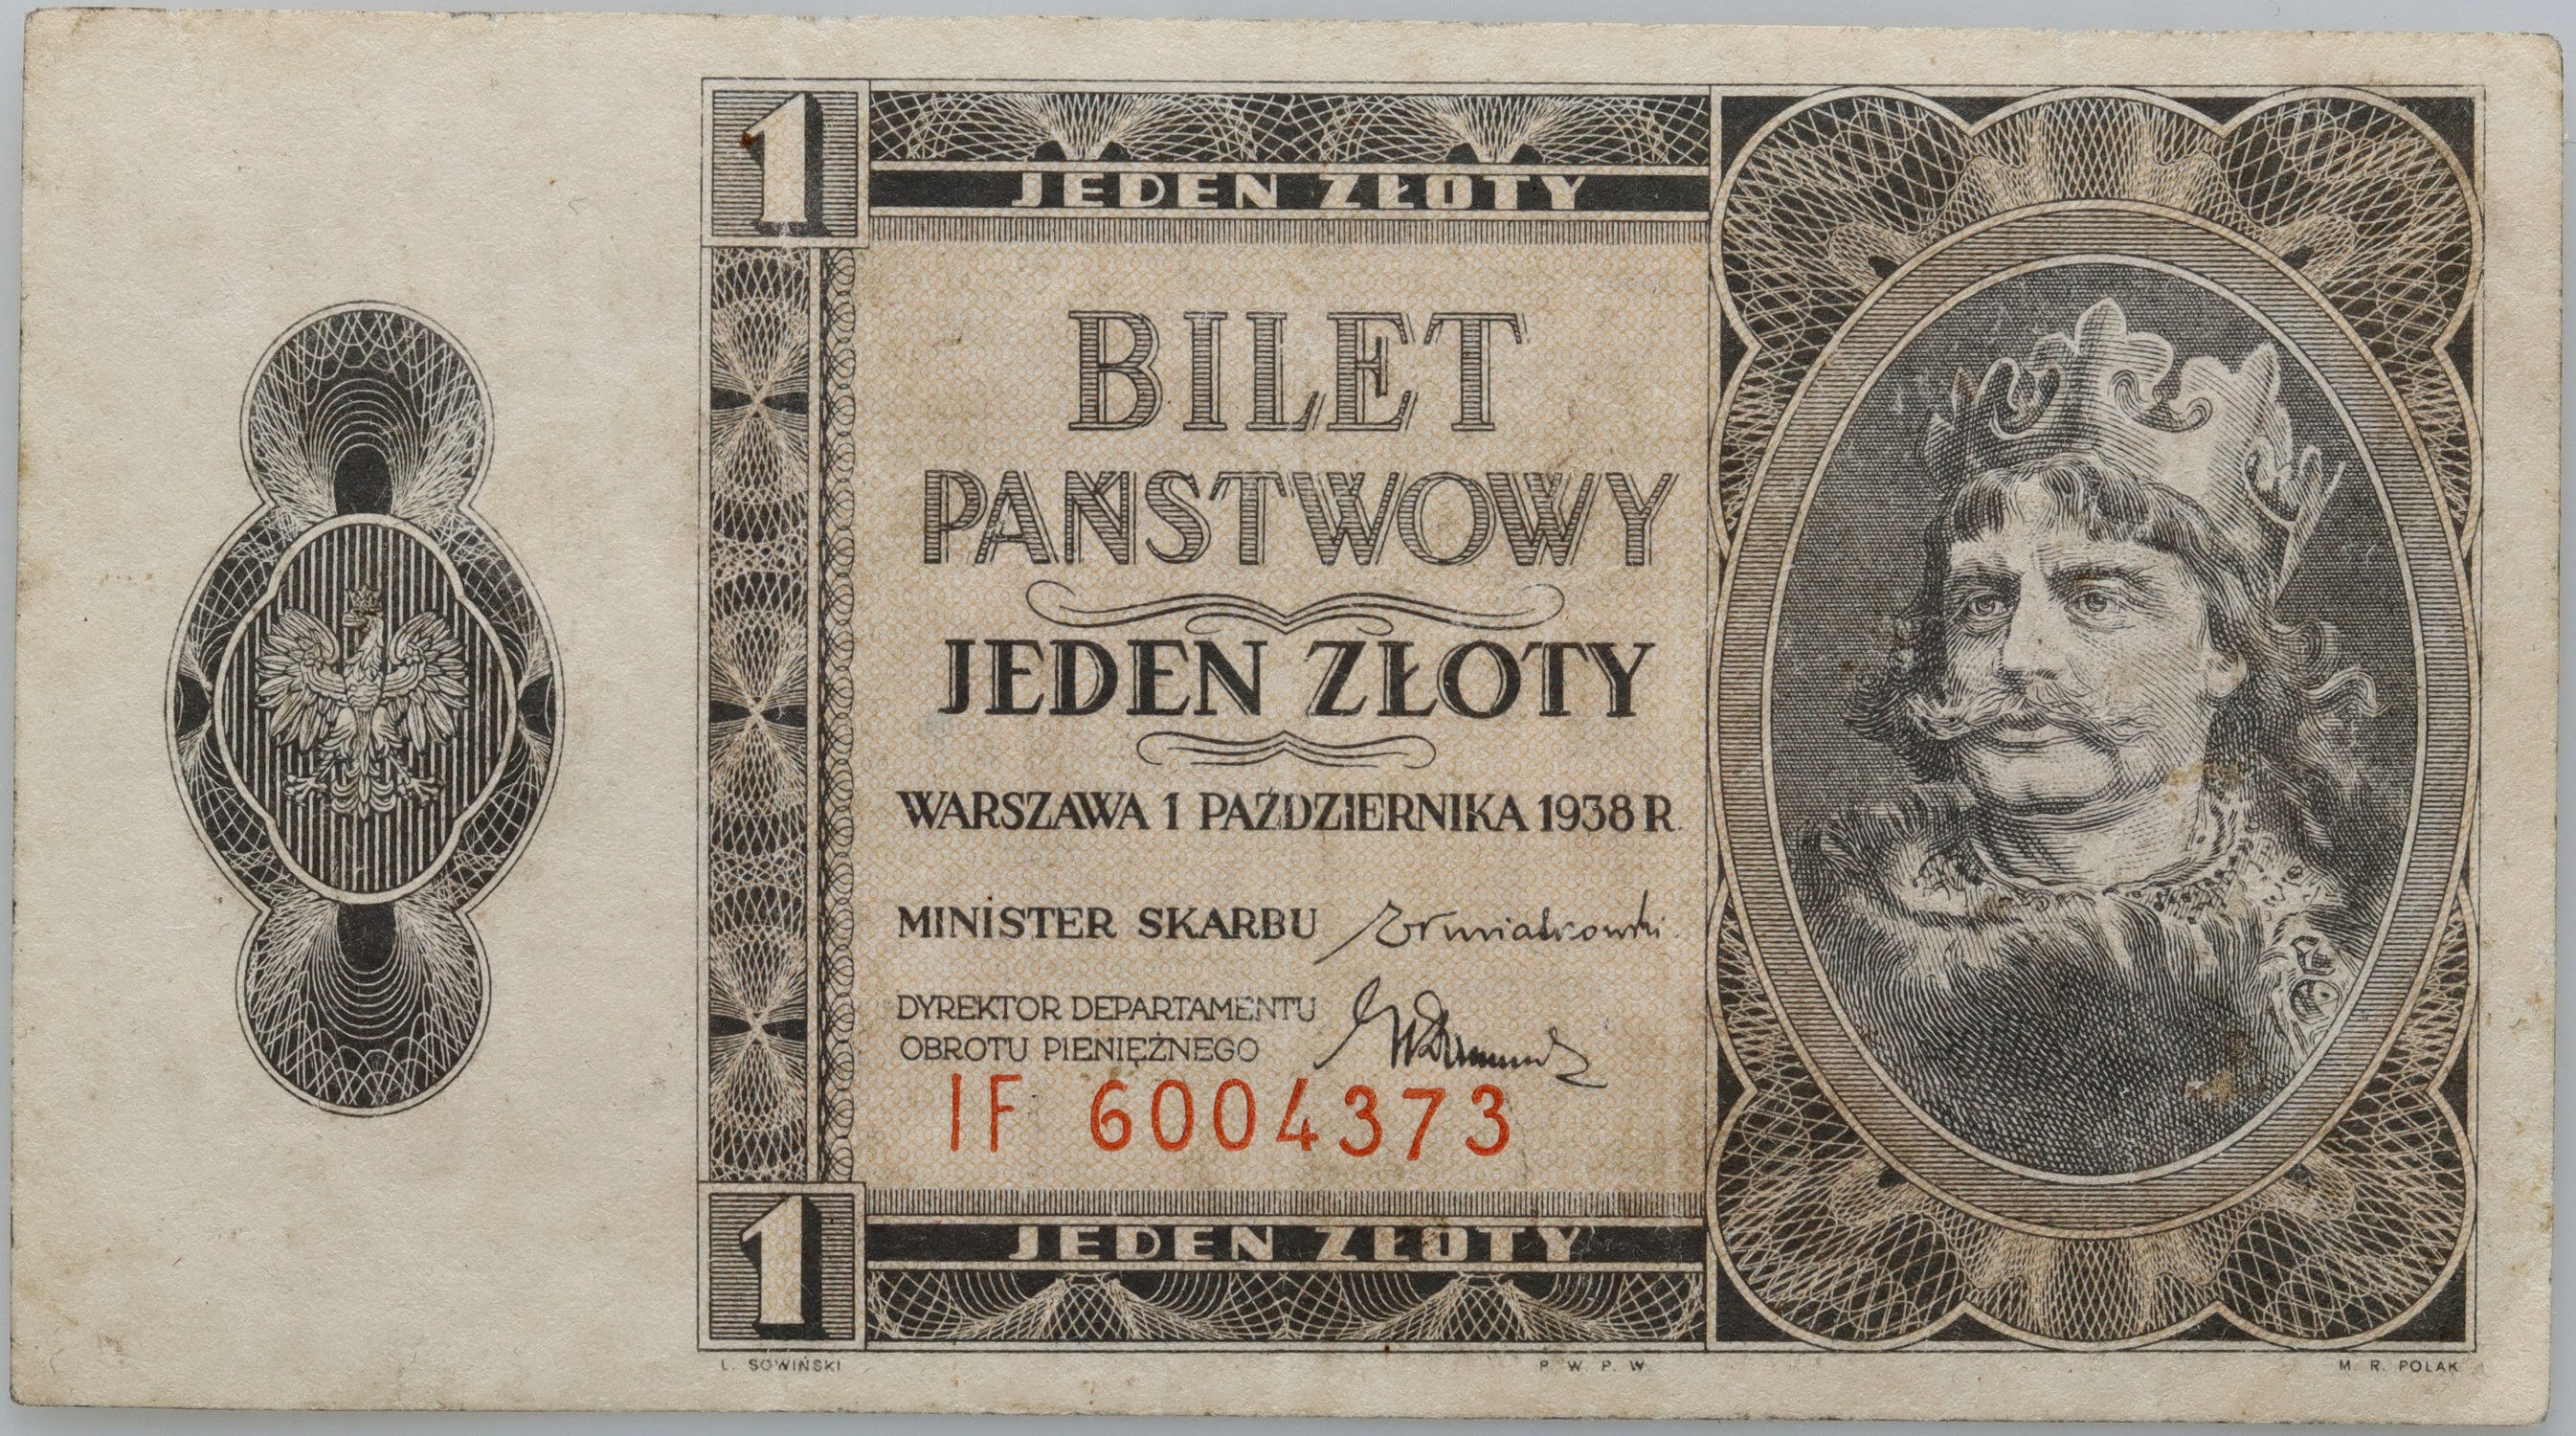 1
JEDEN ZŁOTY
BILET
PAŃSTWOWY
JEDEN ZŁOTY
WARSZAWA 1 PAŹDZIERNIKA 1938 R.
MINISTER SKARBU
DYREKTOR DEPARTAMENTU
OBROTU PIENIĘŻNEGO
IF 6004373
1
JEDEN ZŁOTY
L. SOWIŃSKI P. W. P. W. M. R. POLAK